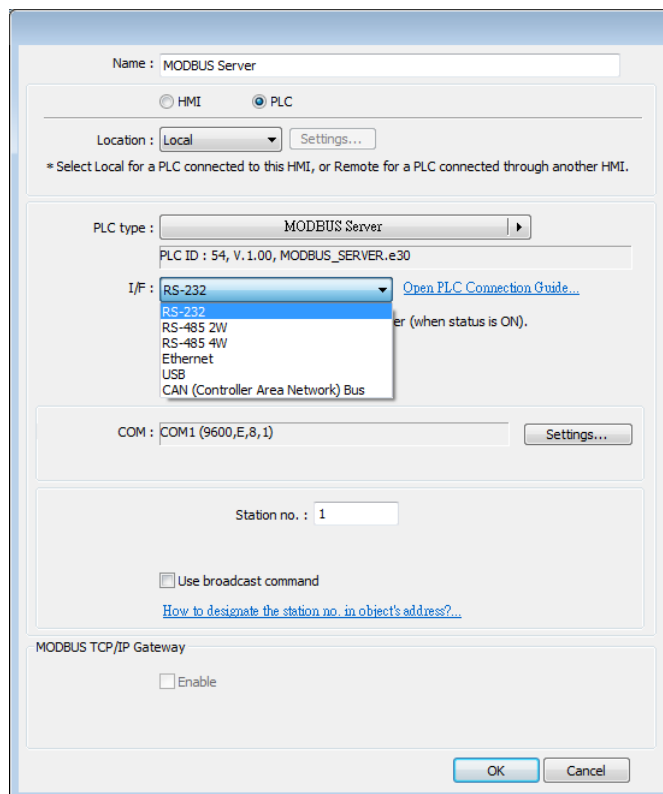 Name : MODBUS Server
HMI PLC
Location : Local Settings...
* Select Local for a PLC connected to this HMI, or Remote for a PLC connected through another HMI.
PLC type : MODBUS Server
PLC ID : 54, V.1.00, MODBUS_SERVER.e30
I/F : RS-232 Open PLC Connection Guide...
RS-232
er (when status is ON).
RS-485 2W
RS-485 4W
Ethernet
USB
CAN (Controller Area Network) Bus
COM : COM1 (9600,E,8,1) Settings...
Station no. : 1
Use broadcast command
How to designate the station no. in object's address?...
MODBUS TCP/IP Gateway
Enable
OK Cancel